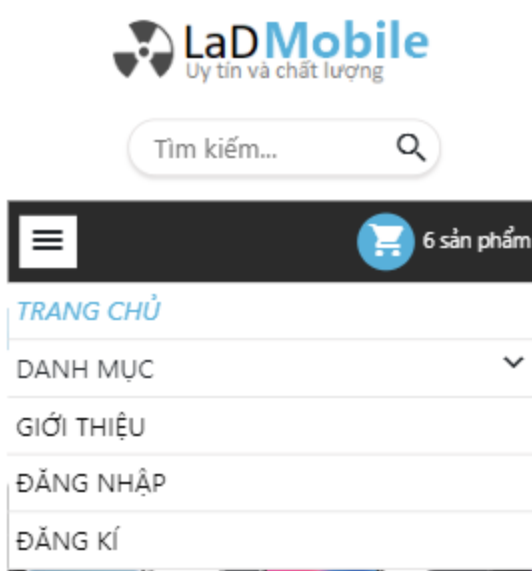 LaDMobile
Uy tín và chất lượng
Tìm kiếm...
6 sản phẩm
TRANG CHỦ
DANH MỤC
GIỚI THIỆU
ĐĂNG NHẬP
ĐĂNG KÍ